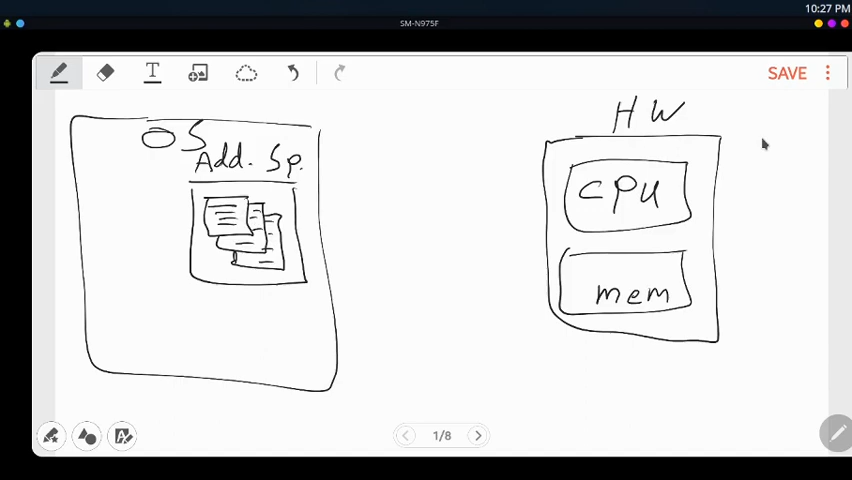 10:27 PM
SM-N975F
T
SAVE
OS
Add. Sp.
HW
CPU
mem
1/8